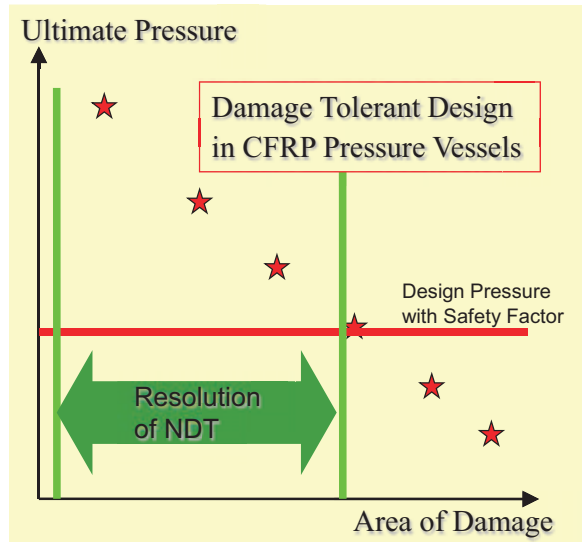 Ultimate Pressure
Damage Tolerant Design
in CFRP Pressure Vessels
Design Pressure
with Safety Factor
Resolution
of NDT
Area of Damage